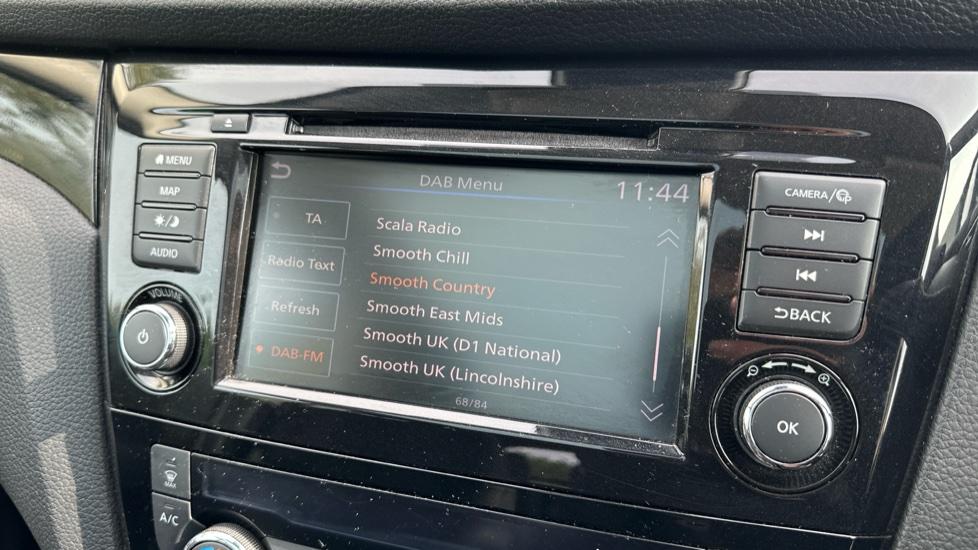 MENU
MAP
AUDIO
VOLUME
DAB Menu
11:44
TA
Radio Text
Refresh
DAB-FM
Scala Radio
Smooth Chill
Smooth Country
Smooth East Mids
Smooth UK (D1 National)
Smooth UK (Lincolnshire)
68/84
CAMERA/
BACK
OK
MAX
A/C